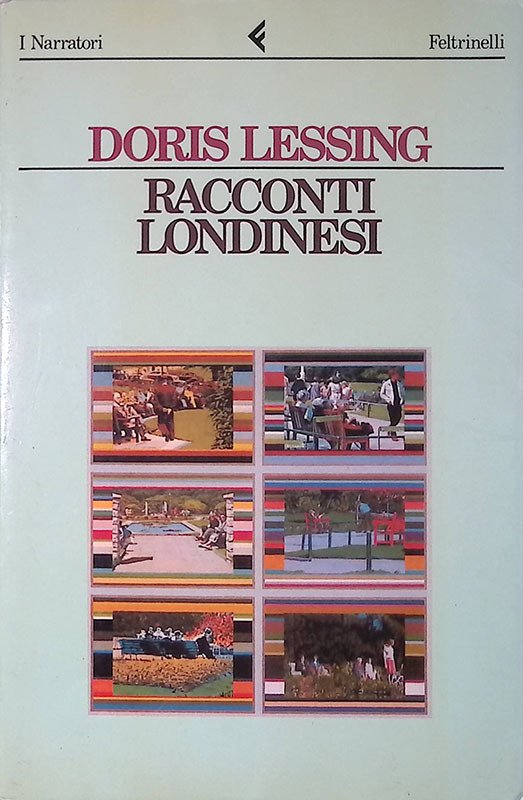 I Narratori
Feltrinelli
DORIS LESSING
RACCONTI
LONDINESI